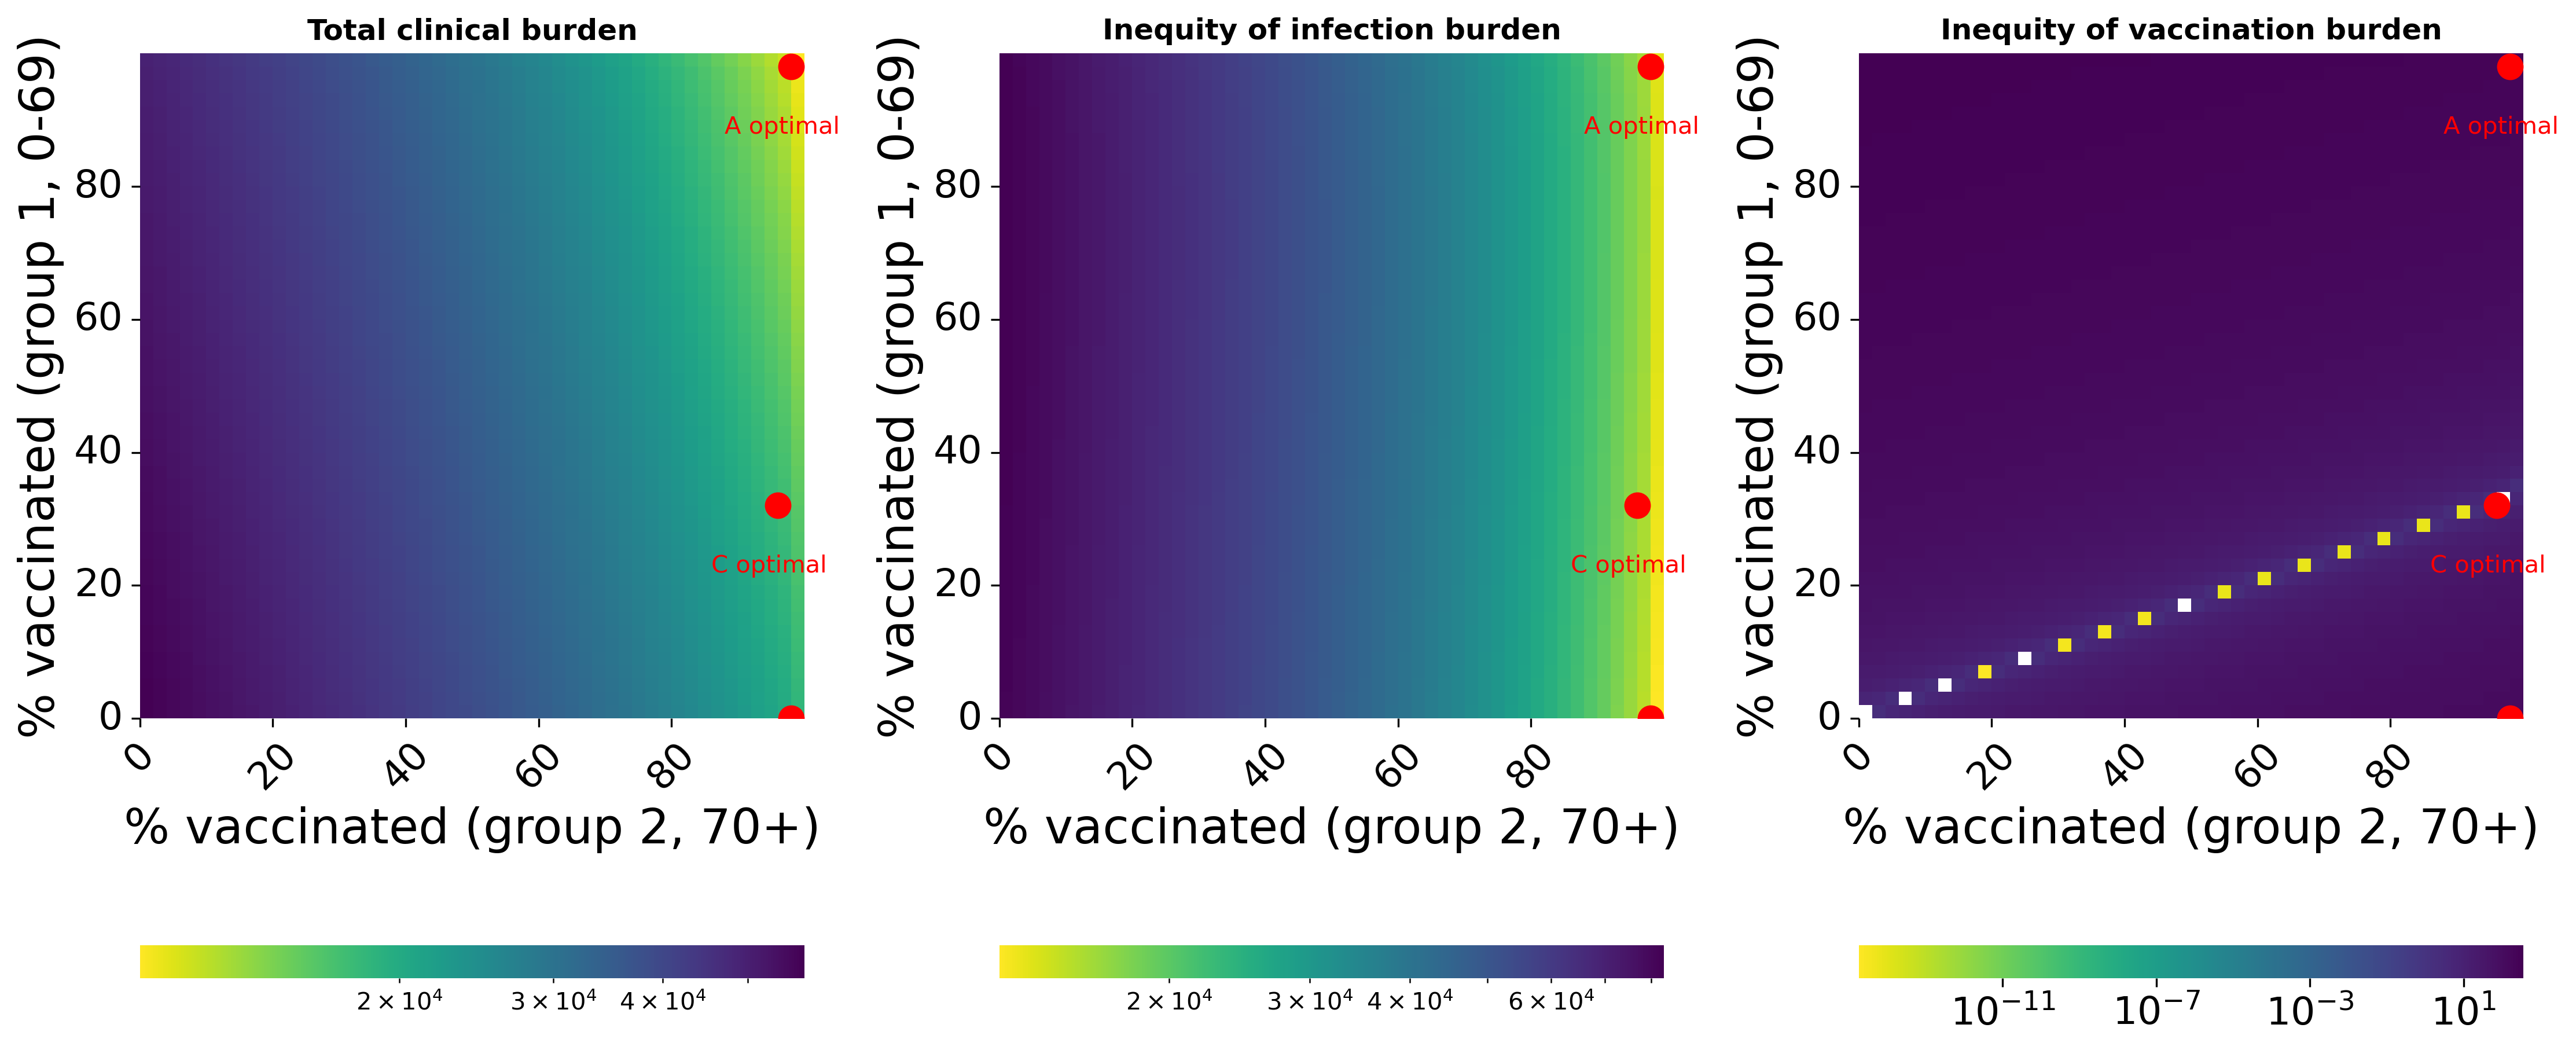 Total clinical burden
% vaccinated (group 1, 0-69)
80
60
40
20
0
A optimal
C optimal
0 20 40 60 80
% vaccinated (group 2, 70+)
2 × 10⁴ 3 × 10⁴ 4 × 10⁴
Inequity of infection burden
% vaccinated (group 1, 0-69)
80
60
40
20
0
A optimal
C optimal
0 20 40 60 80
% vaccinated (group 2, 70+)
2 × 10⁴ 3 × 10⁴ 4 × 10⁴ 6 × 10⁴
Inequity of vaccination burden
% vaccinated (group 1, 0-69)
80
60
40
20
0
A optimal
C optimal
0 20 40 60 80
% vaccinated (group 2, 70+)
10⁻¹¹ 10⁻⁷ 10⁻³ 10¹